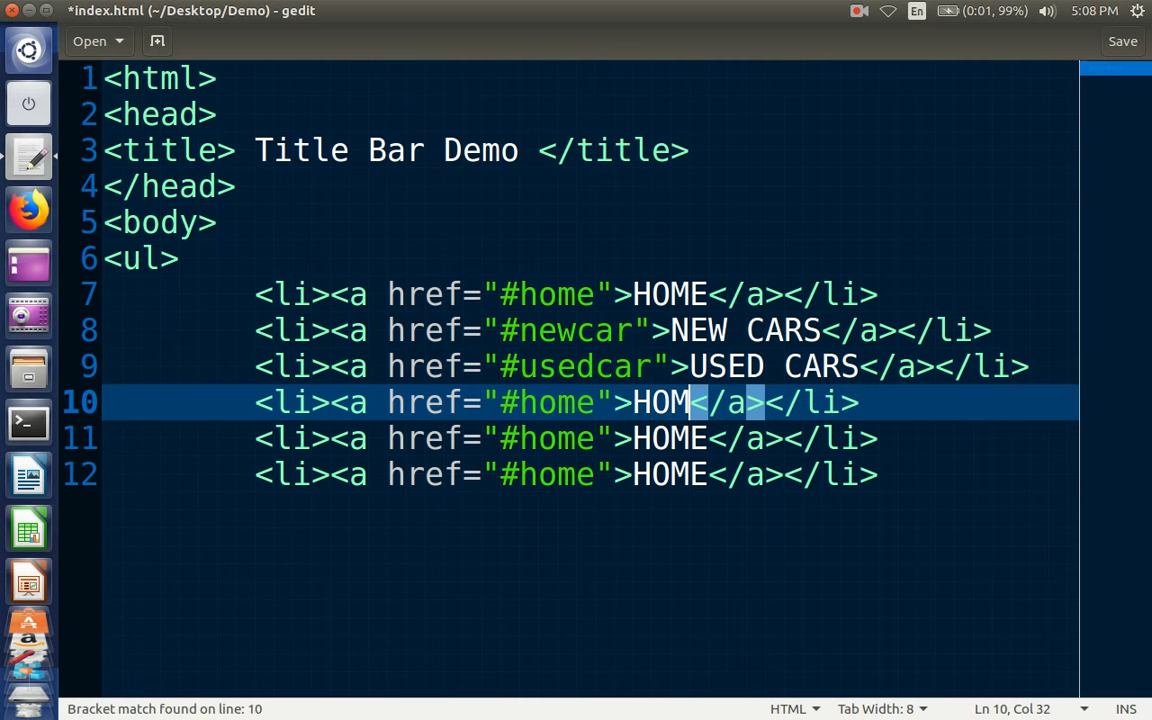 *index.html (~/Desktop/Demo) - gedit
En (0:01, 99%) 5:08 PM
Open Save
1 <html>
2 <head>
3 <title> Title Bar Demo </title>
4 </head>
5 <body>
6 <ul>
7 <li><a href="#home">HOME</a></li>
8 <li><a href="#newcar">NEW CARS</a></li>
9 <li><a href="#usedcar">USED CARS</a></li>
10 <li><a href="#home">HOM</a></li>
11 <li><a href="#home">HOME</a></li>
12 <li><a href="#home">HOME</a></li>
Bracket match found on line: 10 HTML Tab Width: 8 Ln 10, Col 32 INS